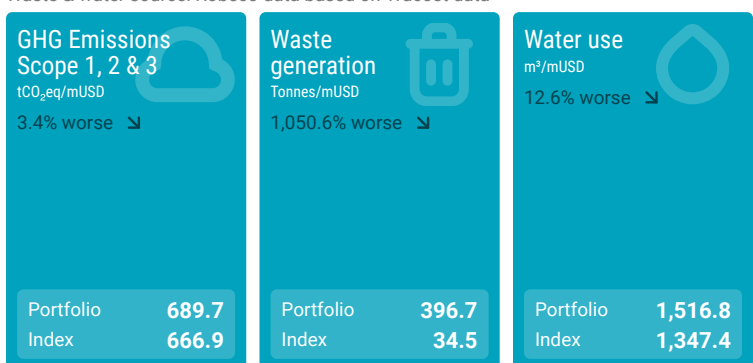 GHG Emissions
Scope 1, 2 & 3
tCO₂eq/mUSD
3.4% worse
Portfolio 689.7
Index 666.9
Waste
generation
Tonnes/mUSD
1,050.6% worse
Portfolio 396.7
Index 34.5
Water use
m³/mUSD
12.6% worse
Portfolio 1,516.8
Index 1,347.4